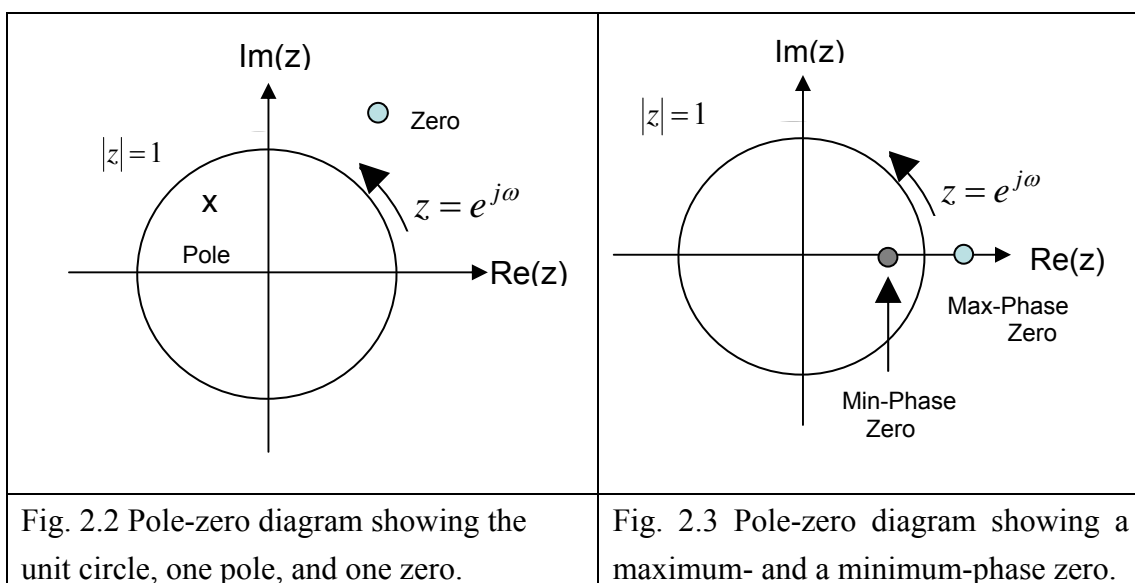 Im(z)
Zero
|z| = 1
z = e^{jω}
x
Pole
Re(z)
Fig. 2.2 Pole-zero diagram showing the
unit circle, one pole, and one zero.
Im(z)
|z| = 1
z = e^{jω}
Re(z)
Max-Phase
Zero
Min-Phase
Zero
Fig. 2.3 Pole-zero diagram showing a
maximum- and a minimum-phase zero.